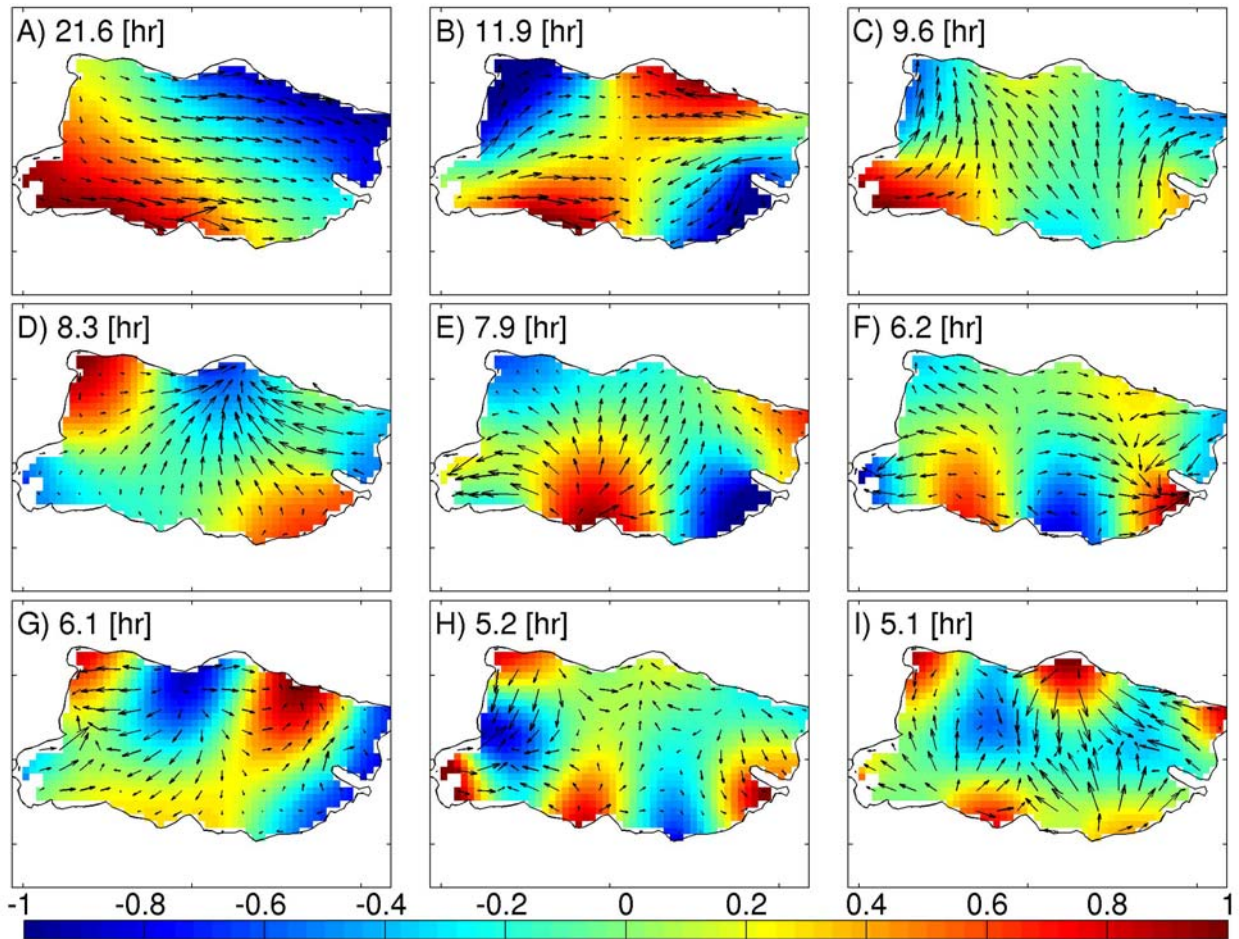 A) 21.6 [hr]
B) 11.9 [hr]
C) 9.6 [hr]
D) 8.3 [hr]
E) 7.9 [hr]
F) 6.2 [hr]
G) 6.1 [hr]
H) 5.2 [hr]
I) 5.1 [hr]
-1 -0.8 -0.6 -0.4 -0.2 0 0.2 0.4 0.6 0.8 1